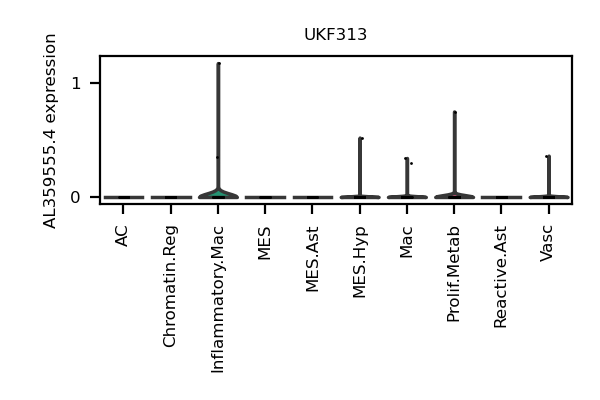 UKF313
AL359555.4 expression
1
0
AC
Chromatin.Reg
Inflammatory.Mac
MES
MES.Ast
MES.Hyp
Mac
Prolif.Metab
Reactive.Ast
Vasc